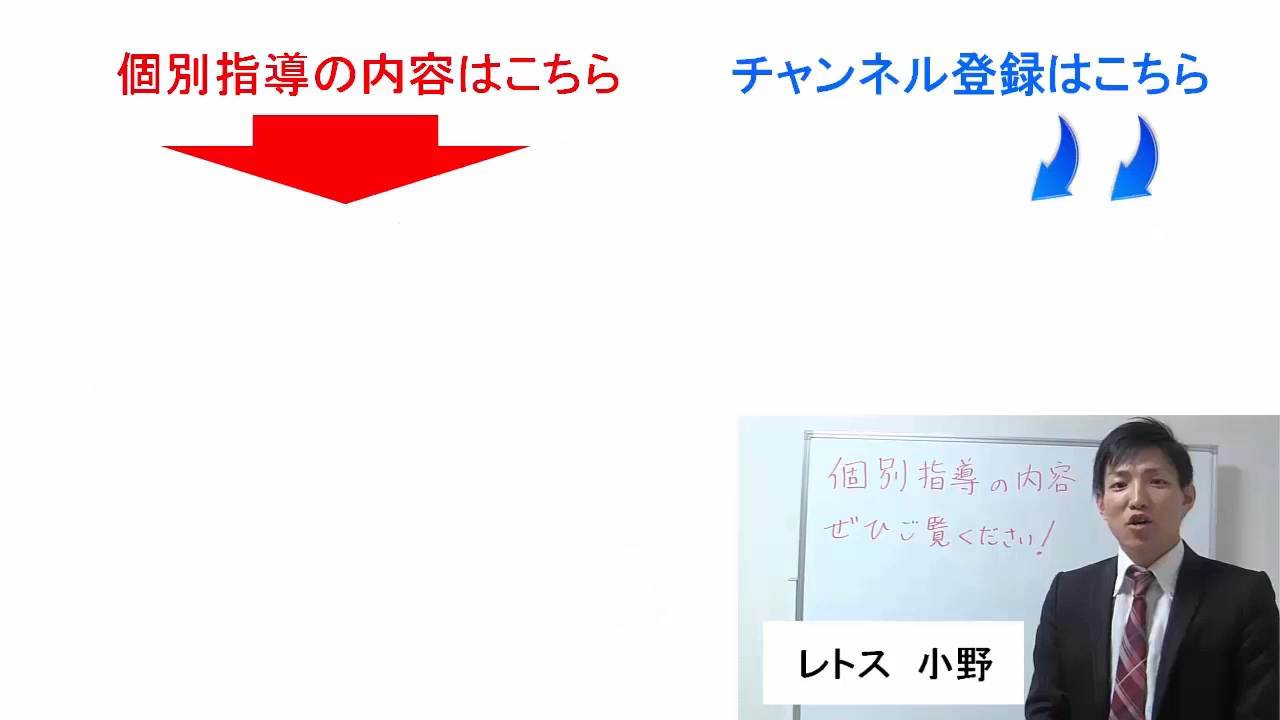 個別指導の内容はこちら
チャンネル登録はこちら
個別指導の内容
ぜひご覧ください!
レトス 小野